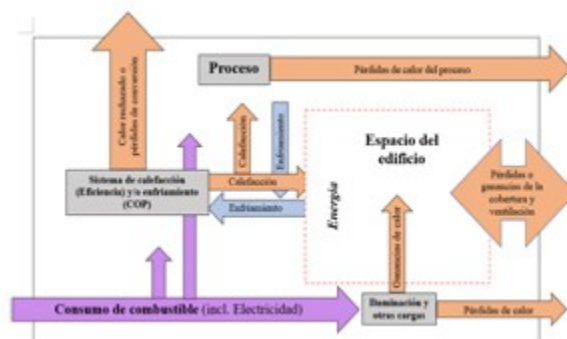 Calor rechazado o
pérdidas de conversión
Proceso
Pérdidas de calor del proceso
Calefacción
Enfriamiento
Espacio del
edificio
Sistema de calefacción
(Eficiencia) y/o enfriamiento
(COP)
Calefacción
Enfriamiento
Energía
Pérdidas o
ganancias de la
cobertura y
ventilación
Ganancias de calor
Consumo de combustible (incl. Electricidad)
Iluminación y
otras cargas
Pérdidas de calor